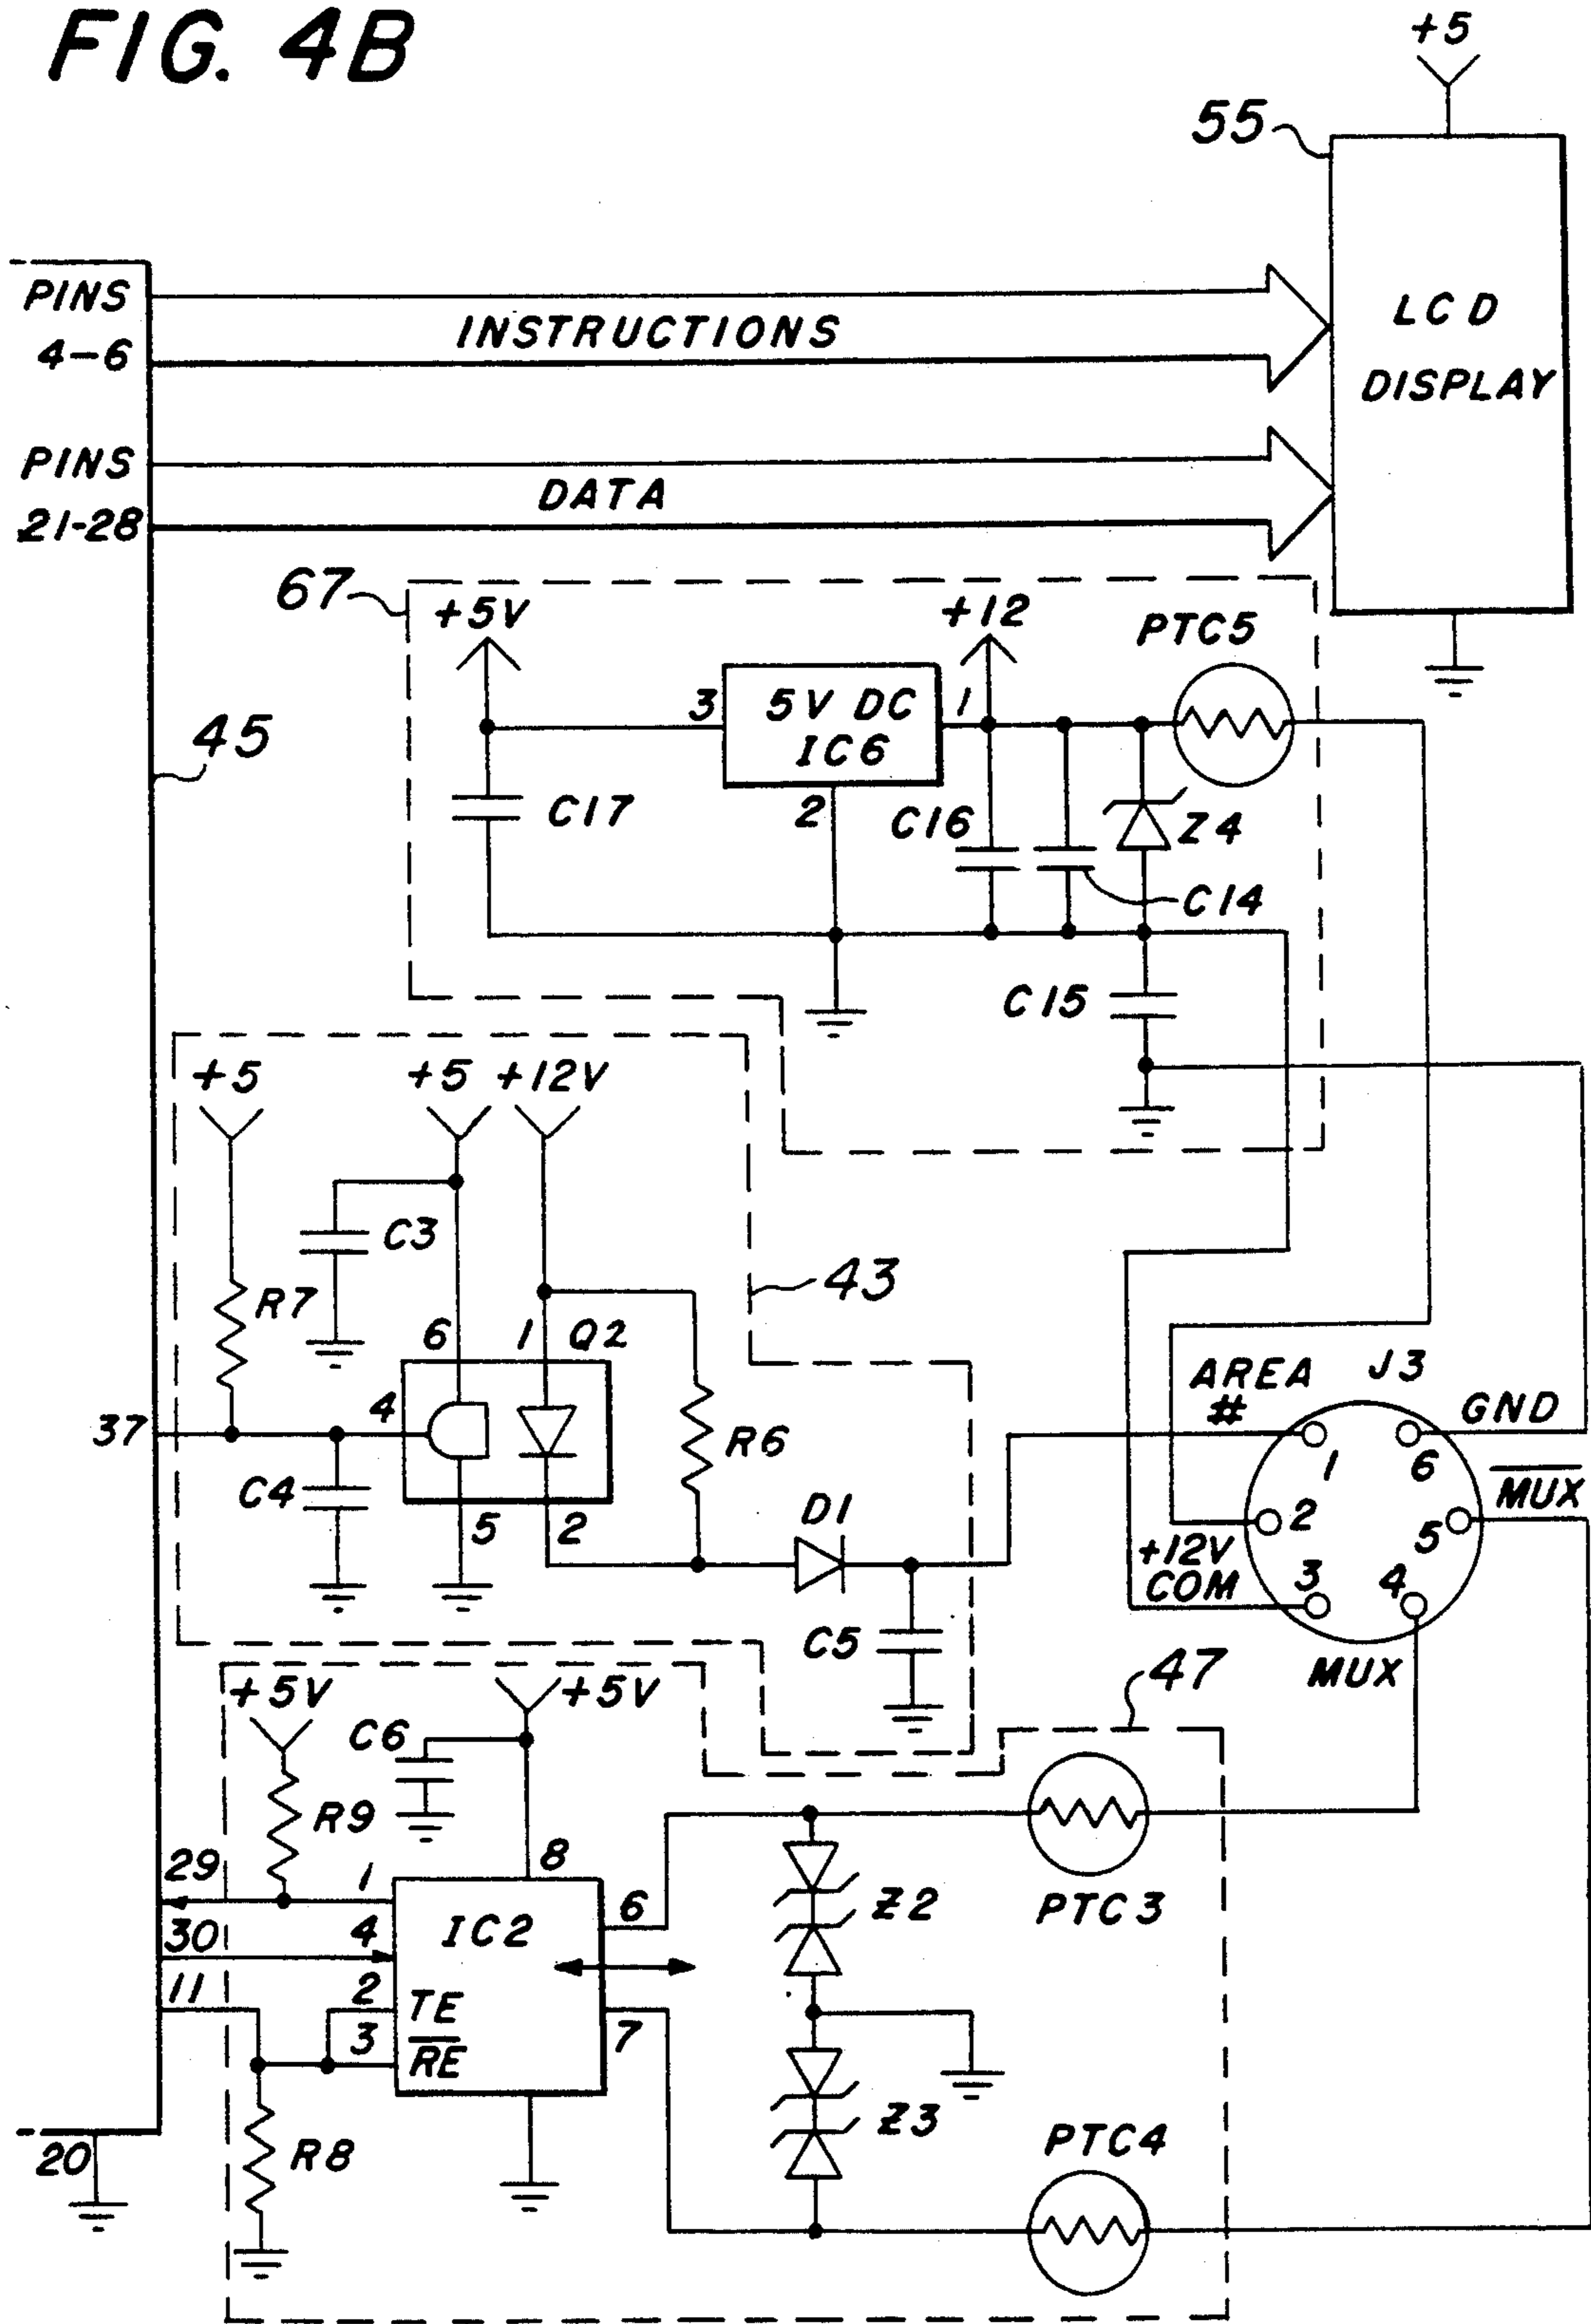 FIG. 4B
+5
55
PINS
4-6
INSTRUCTIONS
LCD
DISPLAY
PINS
21-28
DATA
67
+5V
+12
PTC5
45
3
5V DC
IC6
1
C17
2
C16
Z4
C14
C15
+5
+5
+12V
C3
43
R7
6
1
Q2
AREA
#
J3
GND
37
4
R6
1
6
MUX
C4
5
2
D1
2
5
+12V
COM
3
4
C5
MUX
47
+5V
+5V
C6
R9
8
29
1
6
Z2
PTC3
30
4
IC2
11
2
TE
3
RE
7
Z3
PTC4
20
R8